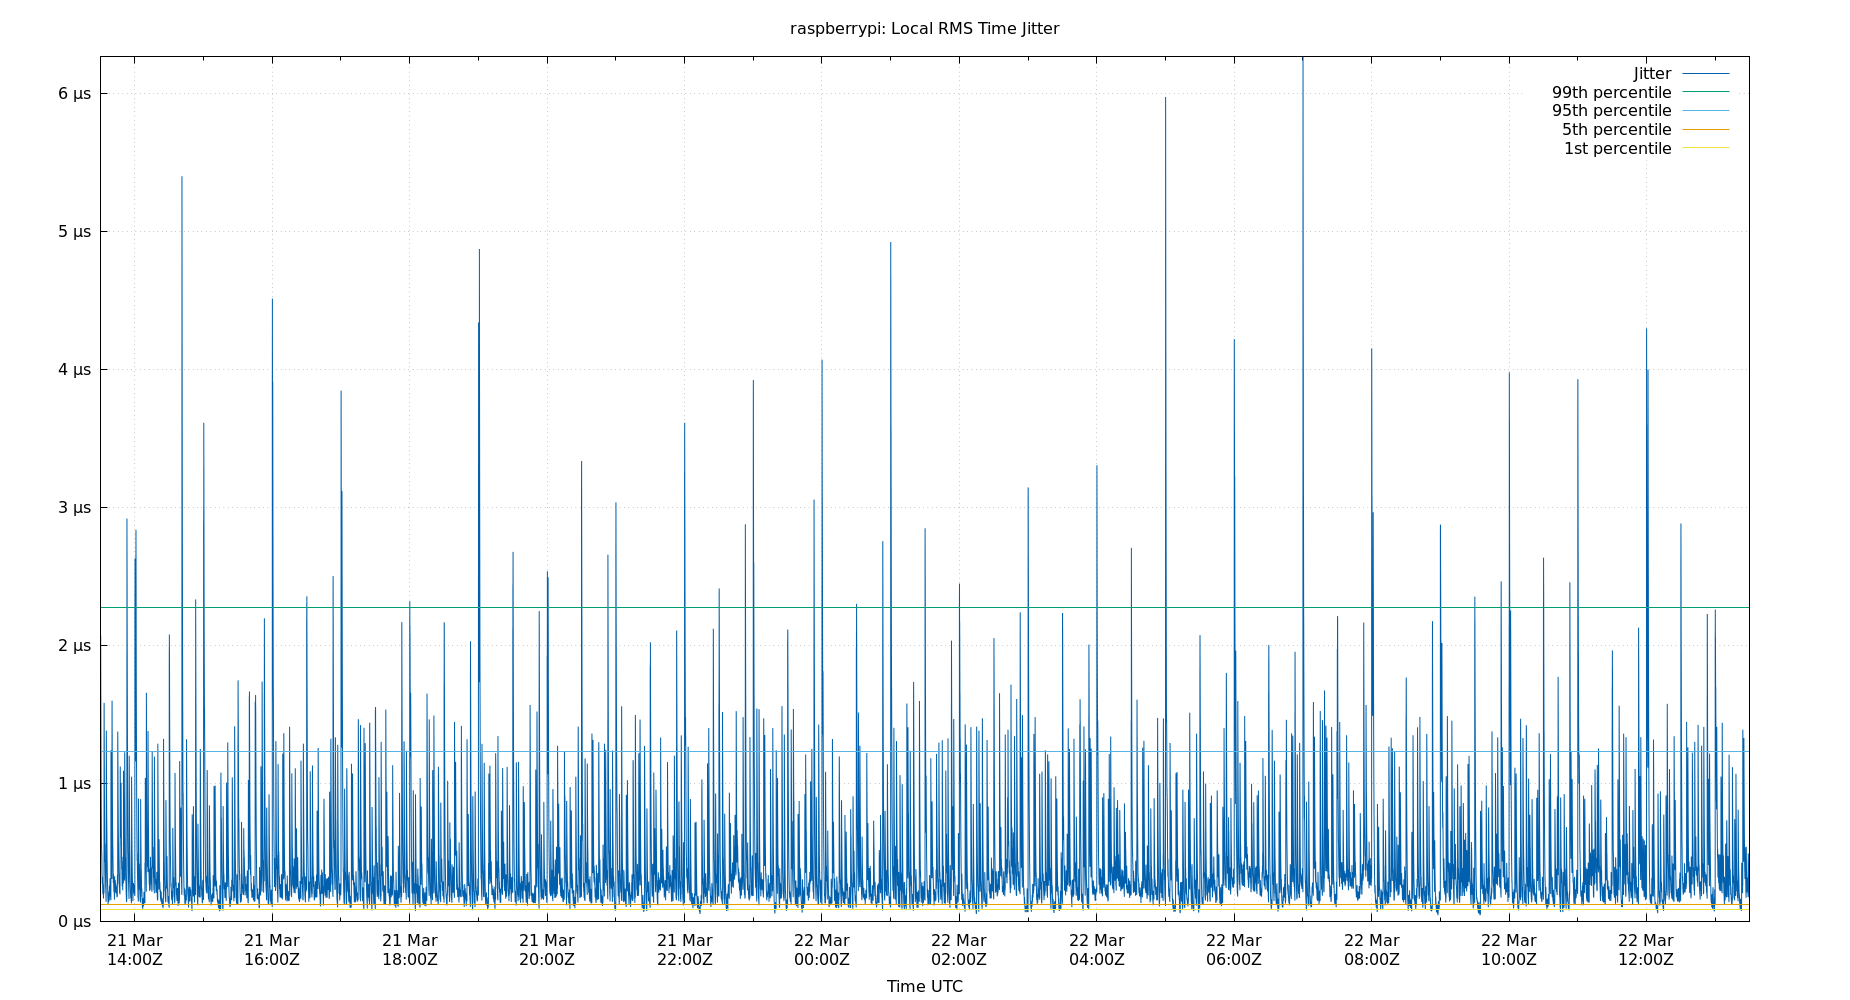 raspberrypi: Local RMS Time Jitter
Jitter
99th percentile
95th percentile
5th percentile
1st percentile
6 µs
5 µs
4 µs
3 µs
2 µs
1 µs
0 µs
21 Mar 21 Mar 21 Mar 21 Mar 21 Mar 22 Mar 22 Mar 22 Mar 22 Mar 22 Mar 22 Mar 22 Mar
14:00Z 16:00Z 18:00Z 20:00Z 22:00Z 00:00Z 02:00Z 04:00Z 06:00Z 08:00Z 10:00Z 12:00Z
Time UTC